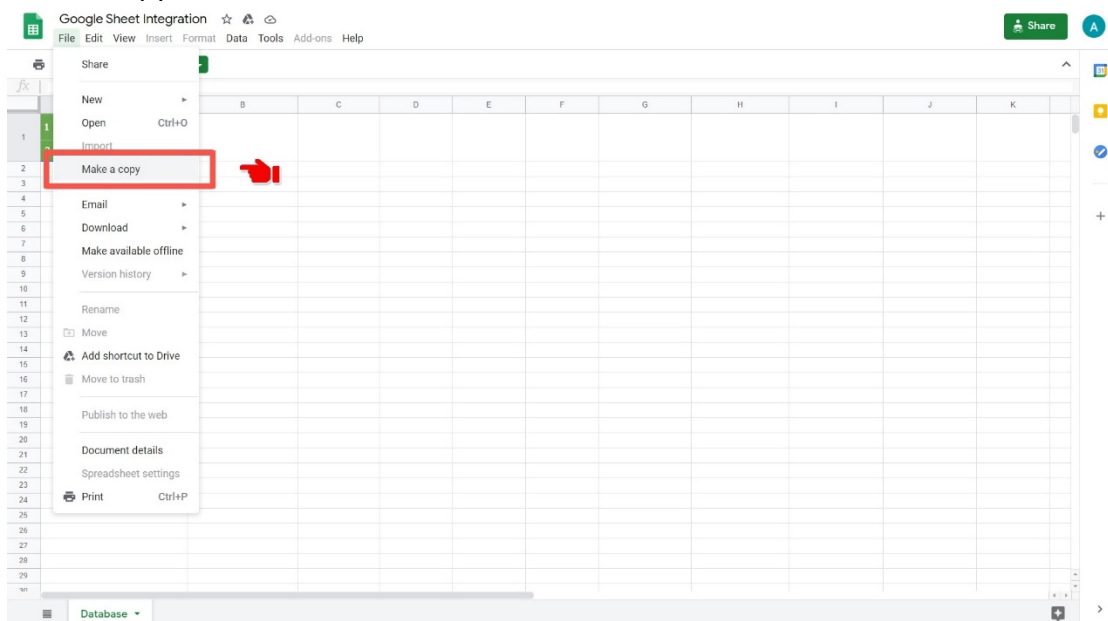 Google Sheet Integration
File Edit View Insert Format Data Tools Add-ons Help
Share
A
Share
fx
New
Open Ctrl+O
Import
Make a copy
Email
Download
Make available offline
Version history
Rename
Move
Add shortcut to Drive
Move to trash
Publish to the web
Document details
Spreadsheet settings
Print Ctrl+P
B C D E F G H I J K
1
1
2
3
4
5
6
7
8
9
10
11
12
13
14
15
16
17
18
19
20
21
22
23
24
25
26
27
28
29
31
Database